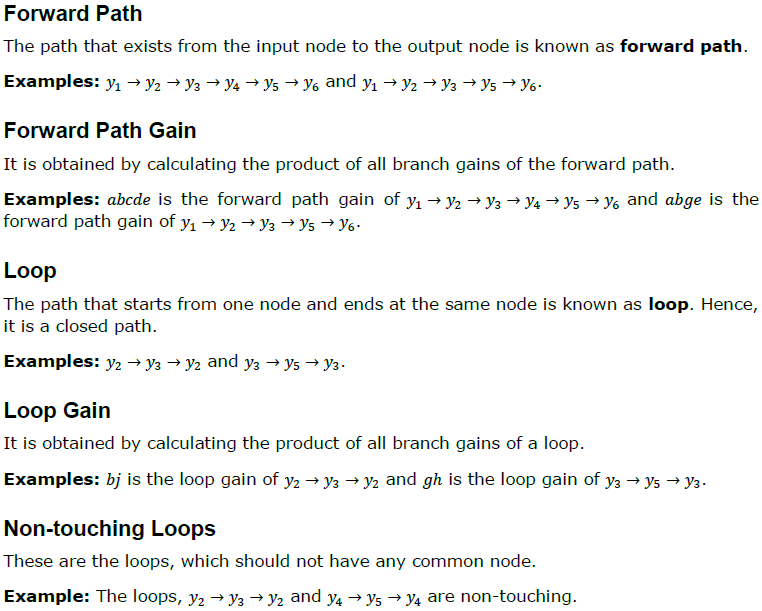 Forward Path
The path that exists from the input node to the output node is known as forward path.
Examples: y₁ → y₂ → y₃ → y₄ → y₅ → y₆ and y₁ → y₂ → y₃ → y₅ → y₆.
Forward Path Gain
It is obtained by calculating the product of all branch gains of the forward path.
Examples: abcde is the forward path gain of y₁ → y₂ → y₃ → y₄ → y₅ → y₆ and abge is the
forward path gain of y₁ → y₂ → y₃ → y₅ → y₆.
Loop
The path that starts from one node and ends at the same node is known as loop. Hence,
it is a closed path.
Examples: y₂ → y₃ → y₂ and y₃ → y₅ → y₃.
Loop Gain
It is obtained by calculating the product of all branch gains of a loop.
Examples: bj is the loop gain of y₂ → y₃ → y₂ and gh is the loop gain of y₃ → y₅ → y₃.
Non-touching Loops
These are the loops, which should not have any common node.
Example: The loops, y₂ → y₃ → y₂ and y₄ → y₅ → y₄ are non-touching.